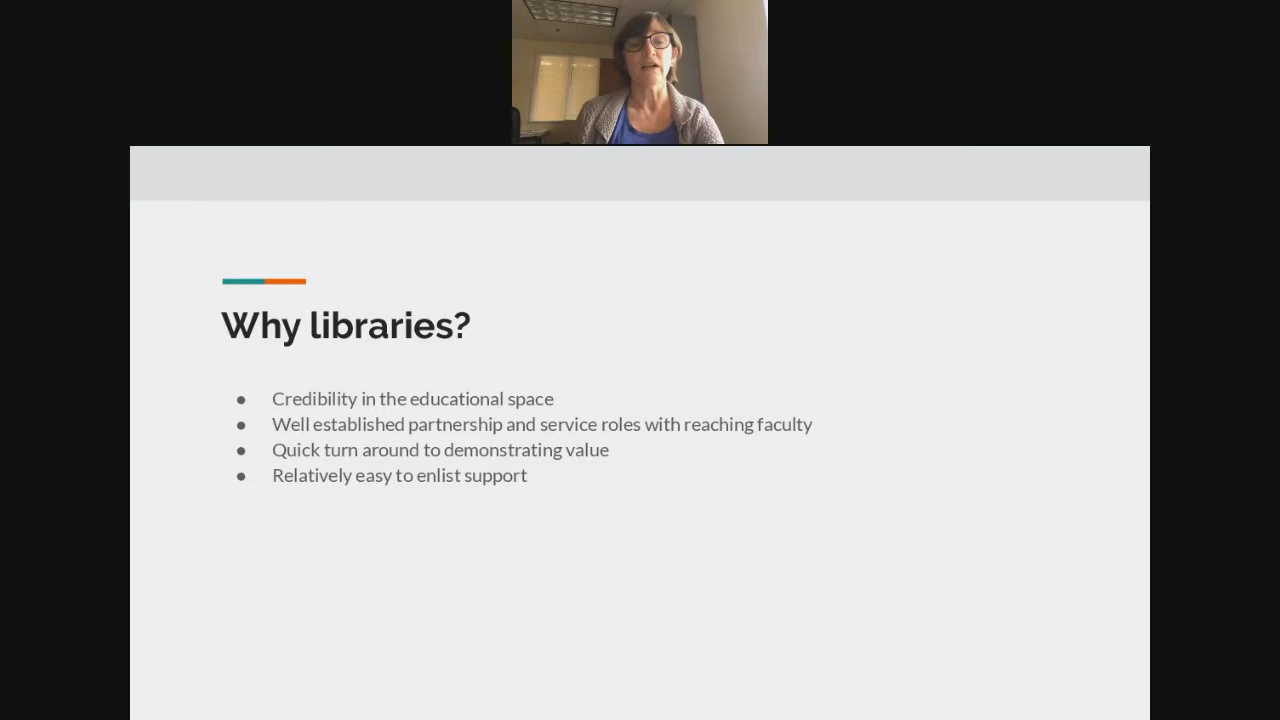 Why libraries?
● Credibility in the educational space
● Well established partnership and service roles with reaching faculty
● Quick turn around to demonstrating value
● Relatively easy to enlist support